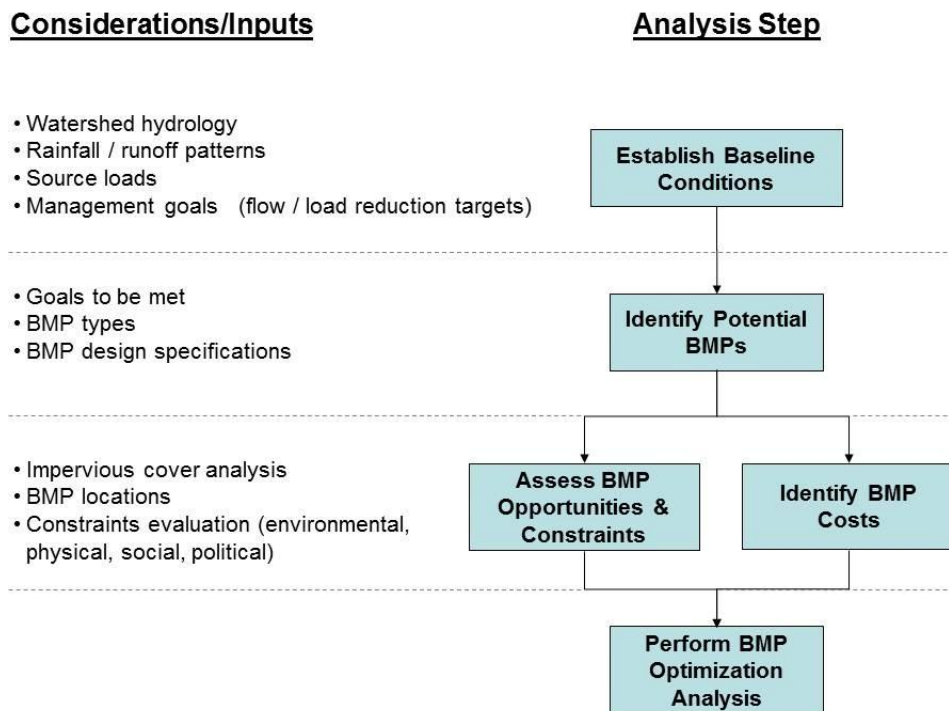 Considerations/Inputs
Analysis Step
• Watershed hydrology
• Rainfall / runoff patterns
• Source loads
• Management goals (flow / load reduction targets)
Establish Baseline
Conditions
• Goals to be met
• BMP types
• BMP design specifications
Identify Potential
BMPs
• Impervious cover analysis
• BMP locations
• Constraints evaluation (environmental,
physical, social, political)
Assess BMP
Opportunities &
Constraints
Identify BMP
Costs
Perform BMP
Optimization
Analysis